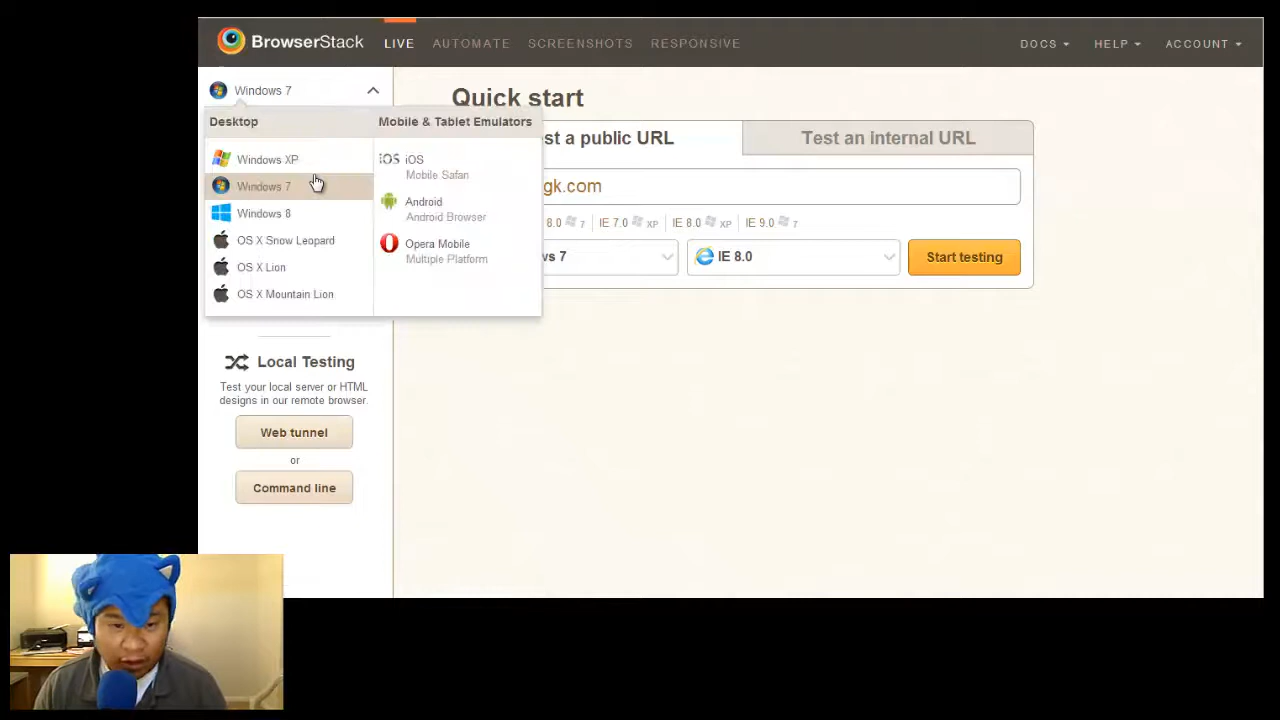 BrowserStack
LIVE AUTOMATE SCREENSHOTS RESPONSIVE
DOCS HELP ACCOUNT
Windows 7
Desktop
Windows XP
Windows 7
Windows 8
OS X Snow Leopard
OS X Lion
OS X Mountain Lion
Mobile & Tablet Emulators
iOS iOS
Mobile Safari
Android
Android Browser
Opera Mobile
Multiple Platform
Quick start
st a public URL
Test an internal URL
gk.com
8.0 7 IE 7.0 XP IE 8.0 XP IE 9.0 7
ws 7
IE 8.0
Start testing
Local Testing
Test your local server or HTML
designs in our remote browser.
Web tunnel
or
Command line